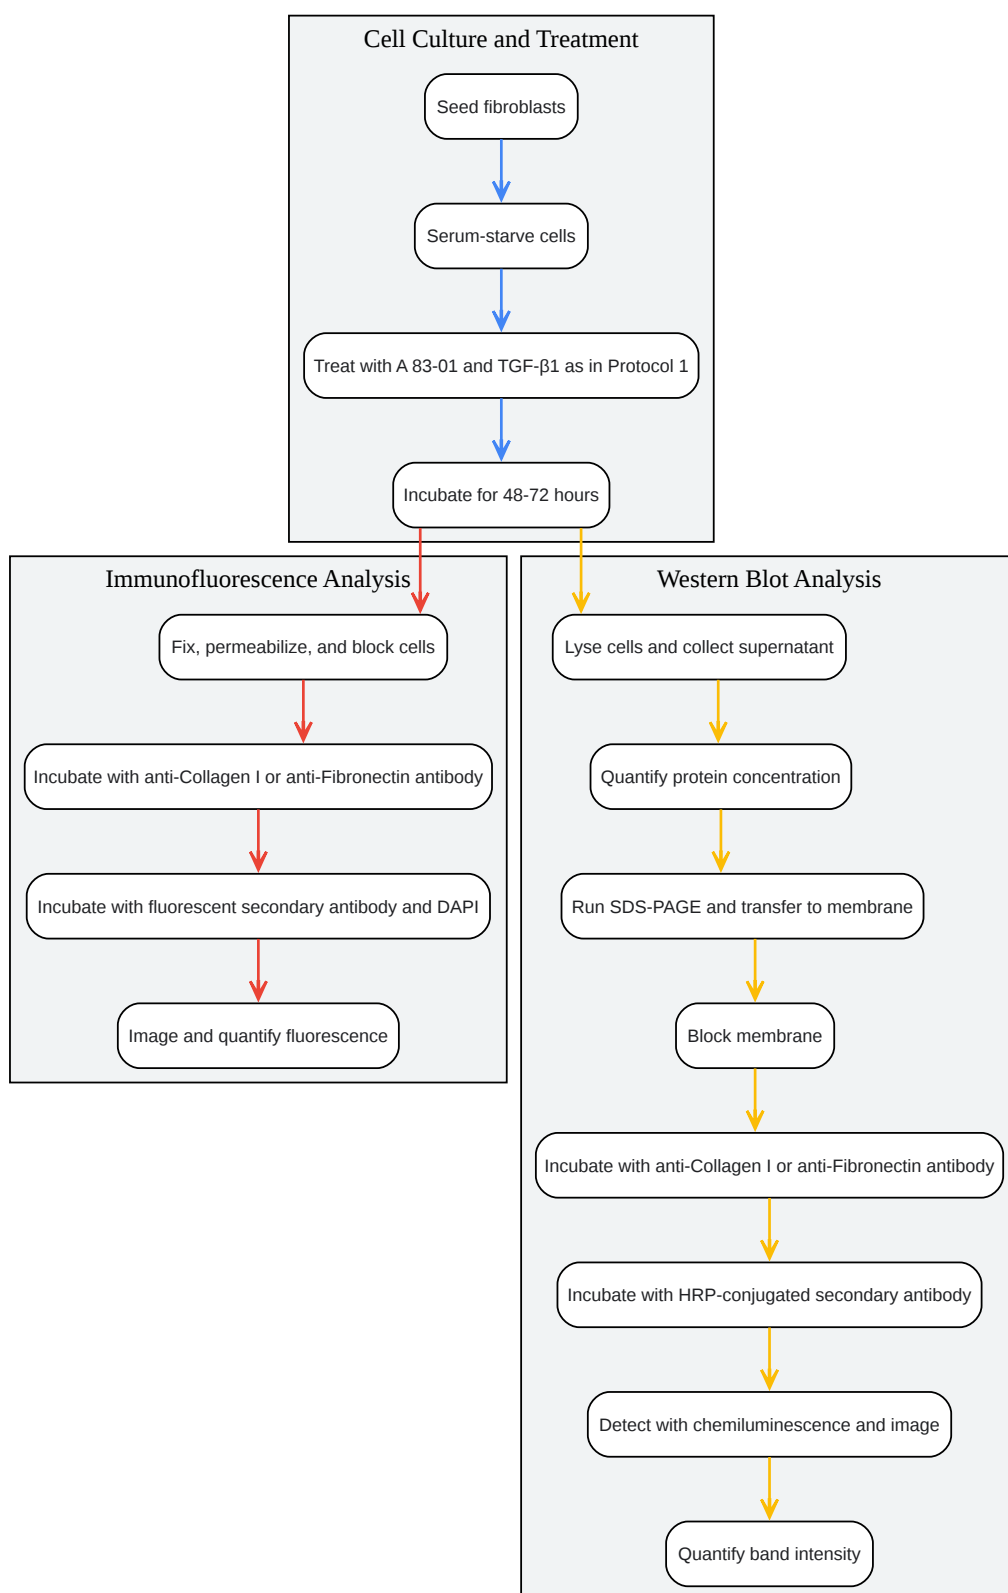 Cell Culture and Treatment
Seed fibroblasts
Serum-starve cells
Treat with A 83-01 and TGF-β1 as in Protocol 1
Incubate for 48-72 hours
Immunofluorescence Analysis
Fix, permeabilize, and block cells
Incubate with anti-Collagen I or anti-Fibronectin antibody
Incubate with fluorescent secondary antibody and DAPI
Image and quantify fluorescence
Western Blot Analysis
Lyse cells and collect supernatant
Quantify protein concentration
Run SDS-PAGE and transfer to membrane
Block membrane
Incubate with anti-Collagen I or anti-Fibronectin antibody
Incubate with HRP-conjugated secondary antibody
Detect with chemiluminescence and image
Quantify band intensity